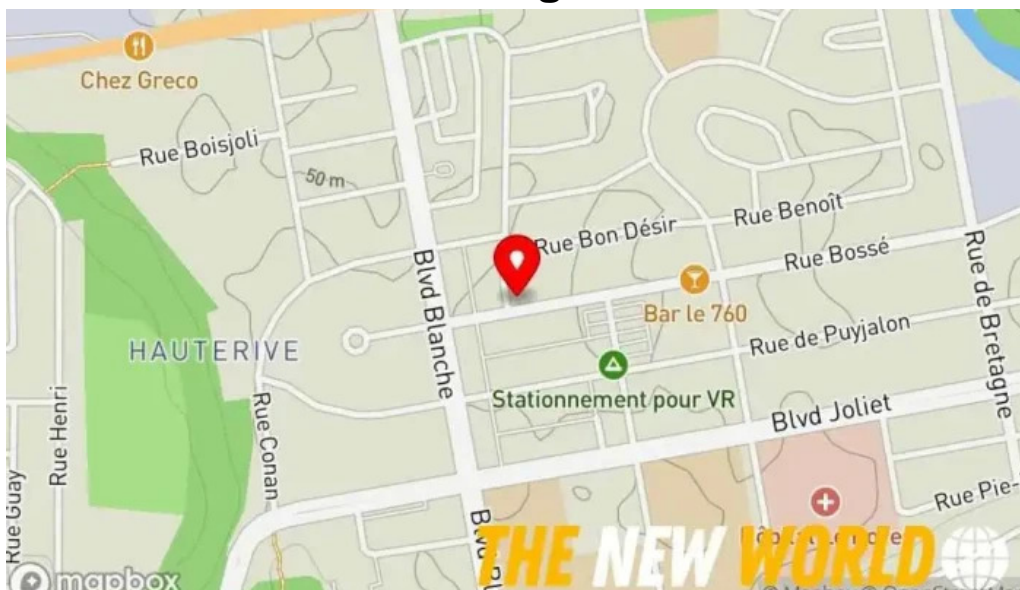 Chez Greco
Rue Boisjoli
50 m
Rue Bon Désir
Rue Benoît
Rue Bossé
Blvd Blanche
Bar le 760
Rue de Puyjalon
Rue de Bretagne
HAUTERIVE
Stationnement pour VR
Blvd Joliet
Rue Henri
Rue Conan
Rue Guay
Rue Pie-
THE NEW WORLD
mapbox